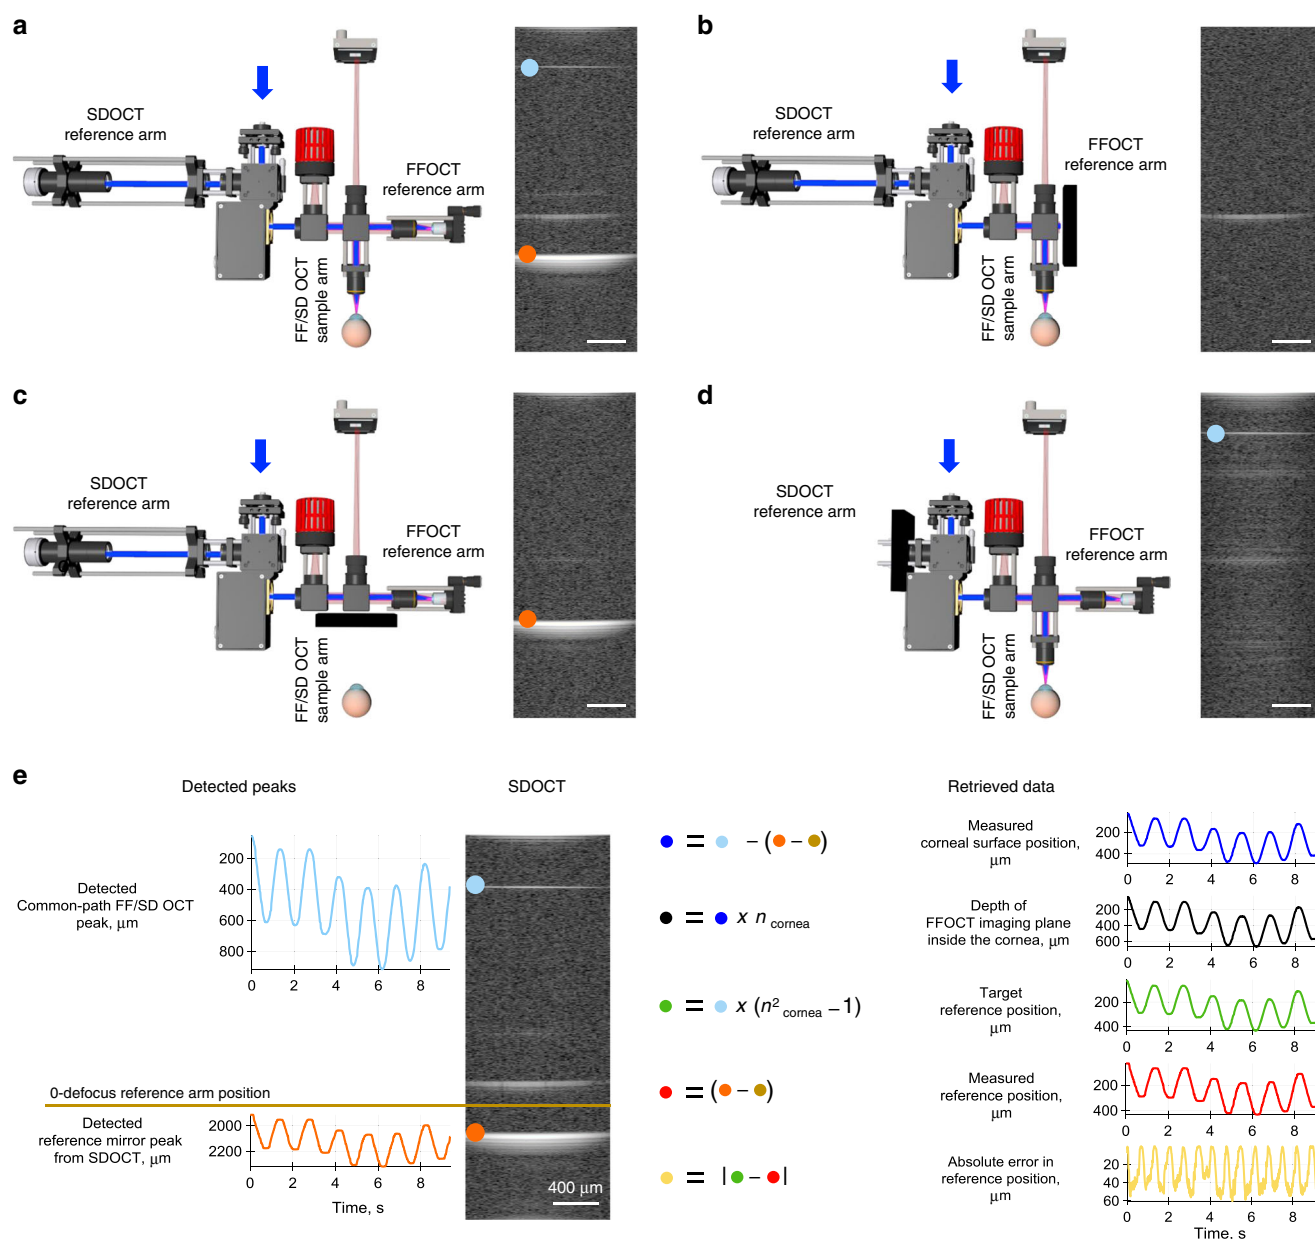 a
SDOCT
reference arm
FFOCT
reference arm
FF/SD OCT
sample arm
b
SDOCT
reference arm
FFOCT
reference arm
FF/SD OCT
sample arm
c
SDOCT
reference arm
FFOCT
reference arm
FF/SD OCT
sample arm
d
SDOCT
reference arm
FFOCT
reference arm
FF/SD OCT
sample arm
e
Detected peaks
SDOCT
Retrieved data
Detected
Common-path FF/SD OCT
peak, μm
200
400
600
800
0 2 4 6 8
0-defocus reference arm position
Detected
reference mirror peak
from SDOCT, μm
2000
2200
0 2 4 6 8
Time, s
400 μm
= – ( – )
= x n cornea
= x (n² cornea – 1)
= ( – )
= | – |
Measured
corneal surface position,
μm
200
400
0 2 4 6 8
Depth of
FFOCT imaging plane
inside the cornea, μm
200
400
600
0 2 4 6 8
Target
reference position,
μm
200
400
0 2 4 6 8
Measured
reference position,
μm
200
400
0 2 4 6 8
Absolute error in
reference position,
μm
20
40
60
0 2 4 6 8
Time, s